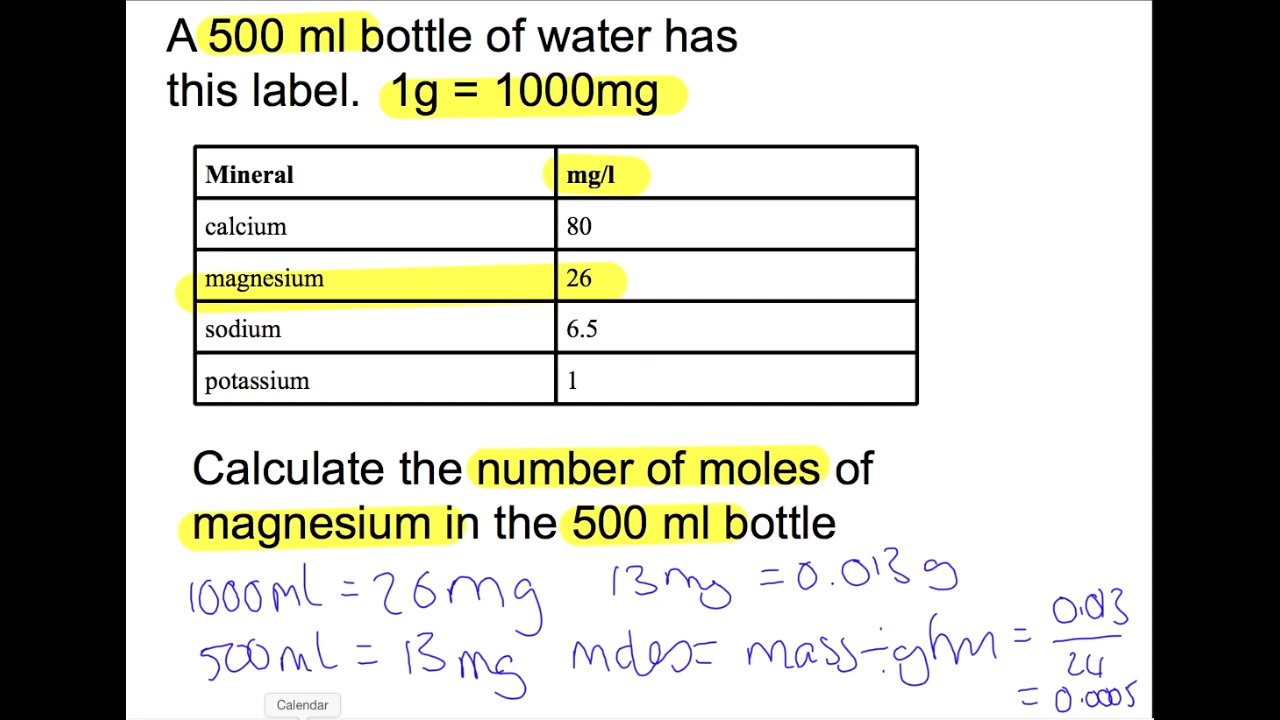 A 500 ml bottle of water has
this label. 1g = 1000mg
Mineral mg/l
calcium 80
magnesium 26
sodium 6.5
potassium 1
Calculate the number of moles of
magnesium in the 500 ml bottle
1000ml = 26mg 13mg = 0.013g
500ml = 13mg moles = mass ÷ gfm = 0.013 / 24
= 0.0005
Calendar